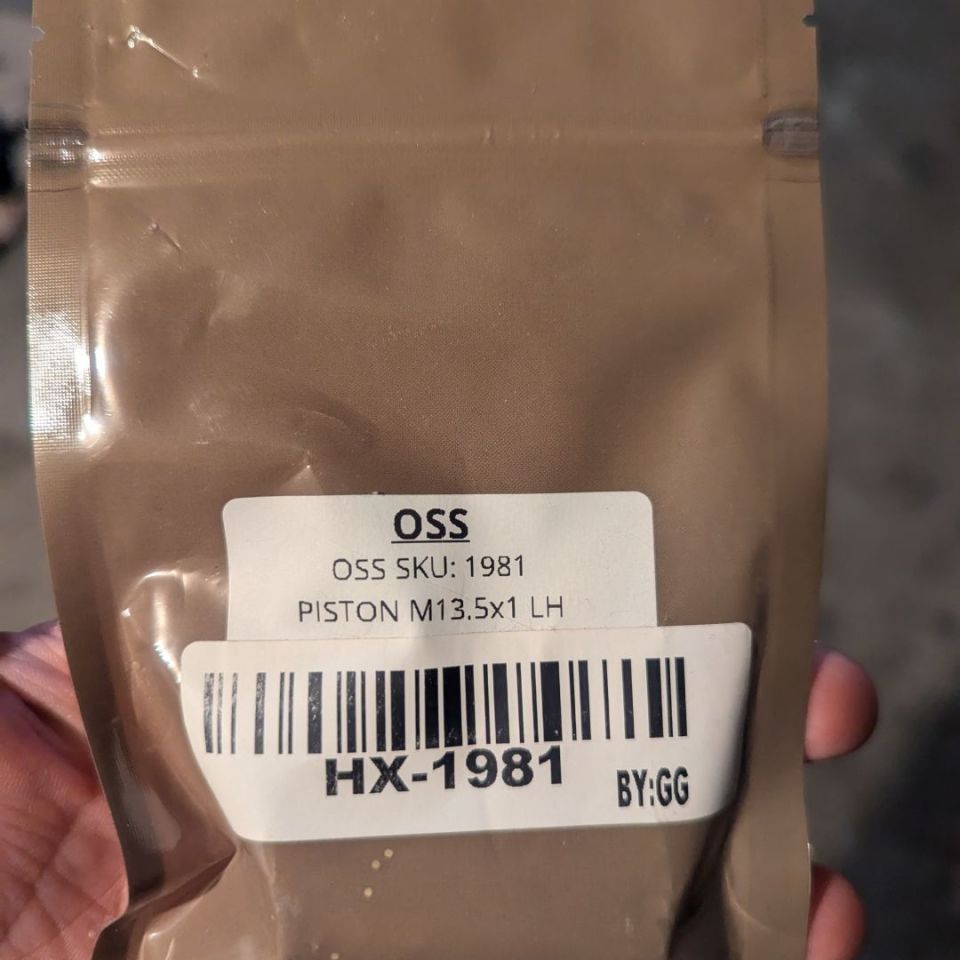 OSS
OSS SKU: 1981
PISTON M13.5x1 LH
HX-1981
BY:GG